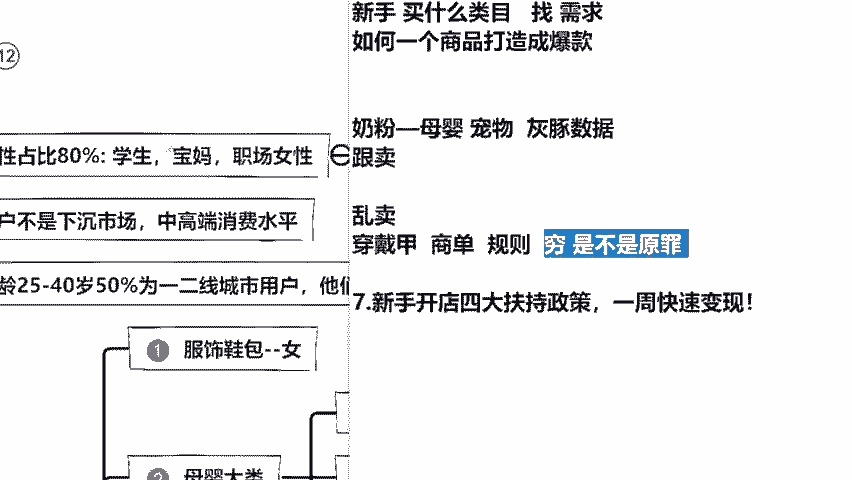 12
性占比80%: 学生，宝妈，职场女性
户不是下沉市场，中高端消费水平
龄25-40岁50%为一二线城市用户，他们
1 服饰鞋包--女
2 母婴大类
新手 买什么类目 找 需求
如何一个商品打造成爆款
奶粉—母婴 宠物 灰豚数据
跟卖
乱卖
穿戴甲 商单 规则 穷 是不是原罪
7.新手开店四大扶持政策，一周快速变现！